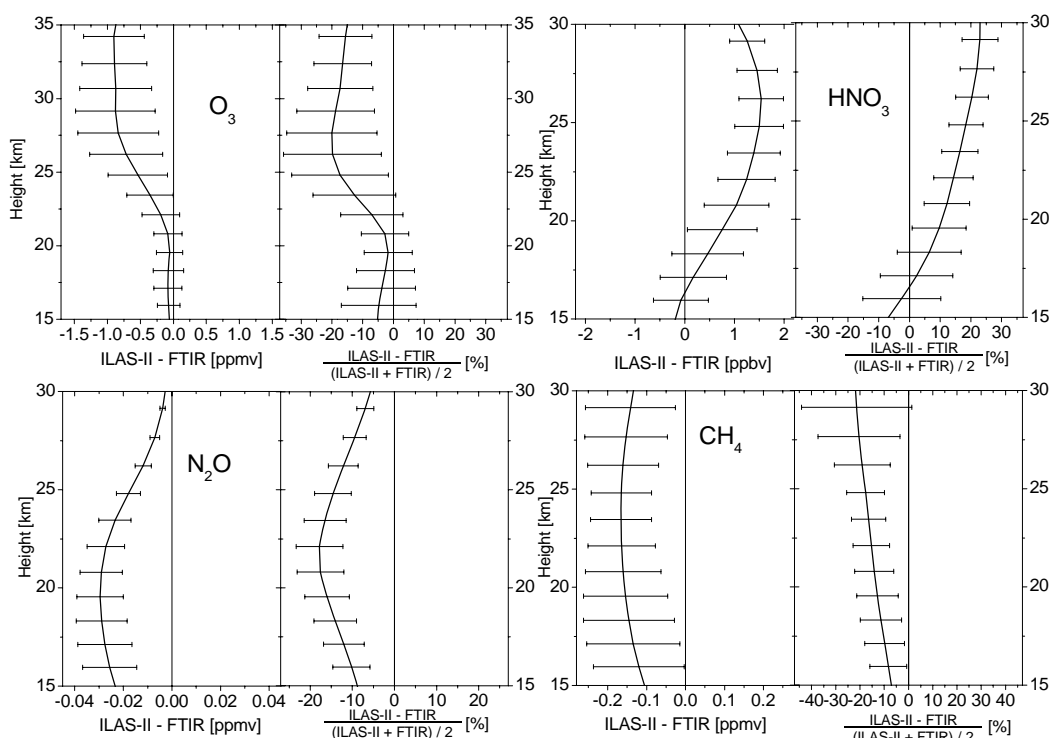 35
30
25
20
15
Height [km]
O₃
-1.5 -1.0 -0.5 0.0 0.5 1.0 1.5
ILAS-II - FTIR [ppmv]
35
30
25
20
15
-30 -20 -10 0 10 20 30
ILAS-II - FTIR
(ILAS-II + FTIR) / 2
[%]
30
25
20
15
Height [km]
-2 -1 0 1 2
ILAS-II - FTIR [ppbv]
HNO₃
30
25
20
15
-30 -20 -10 0 10 20 30
ILAS-II - FTIR
(ILAS-II + FTIR) / 2
[%]
30
25
20
15
Height [km]
N₂O
-0.04 -0.02 0.00 0.02 0.04
ILAS-II - FTIR [ppmv]
30
25
20
15
-20 -10 0 10 20 30
ILAS-II - FTIR
(ILAS-II + FTIR) / 2
[%]
30
25
20
15
Height [km]
CH₄
-0.2 -0.1 0.0 0.1 0.2
ILAS-II - FTIR [ppmv]
30
25
20
15
-40 -30 -20 -10 0 10 20 30 40
ILAS-II - FTIR
(ILAS-II + FTIR) / 2
[%]